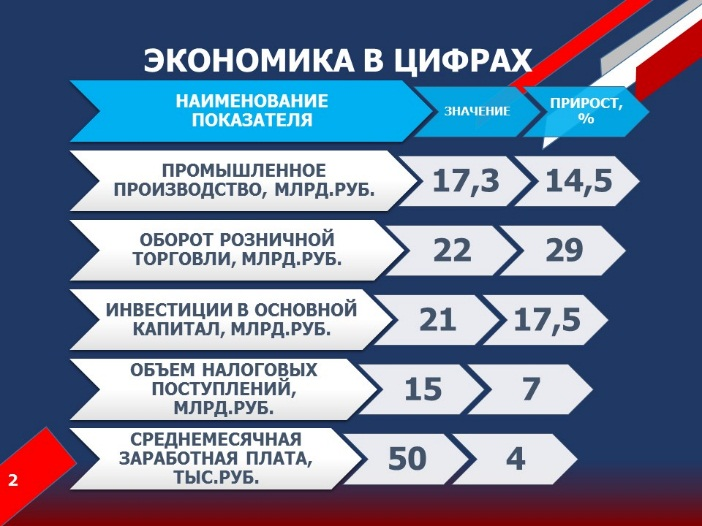 ЭКОНОМИКА В ЦИФРАХ
НАИМЕНОВАНИЕ
ПОКАЗАТЕЛЯ
ЗНАЧЕНИЕ
ПРИРОСТ,
%
ПРОМЫШЛЕННОЕ
ПРОИЗВОДСТВО, МЛРД.РУБ.
17,3
14,5
ОБОРОТ РОЗНИЧНОЙ
ТОРГОВЛИ, МЛРД.РУБ.
22
29
ИНВЕСТИЦИИ В ОСНОВНОЙ
КАПИТАЛ, МЛРД.РУБ.
21
17,5
ОБЪЕМ НАЛОГОВЫХ
ПОСТУПЛЕНИЙ,
МЛРД.РУБ.
15
7
СРЕДНЕМЕСЯЧНАЯ
ЗАРАБОТНАЯ ПЛАТА,
ТЫС.РУБ.
50
4
2